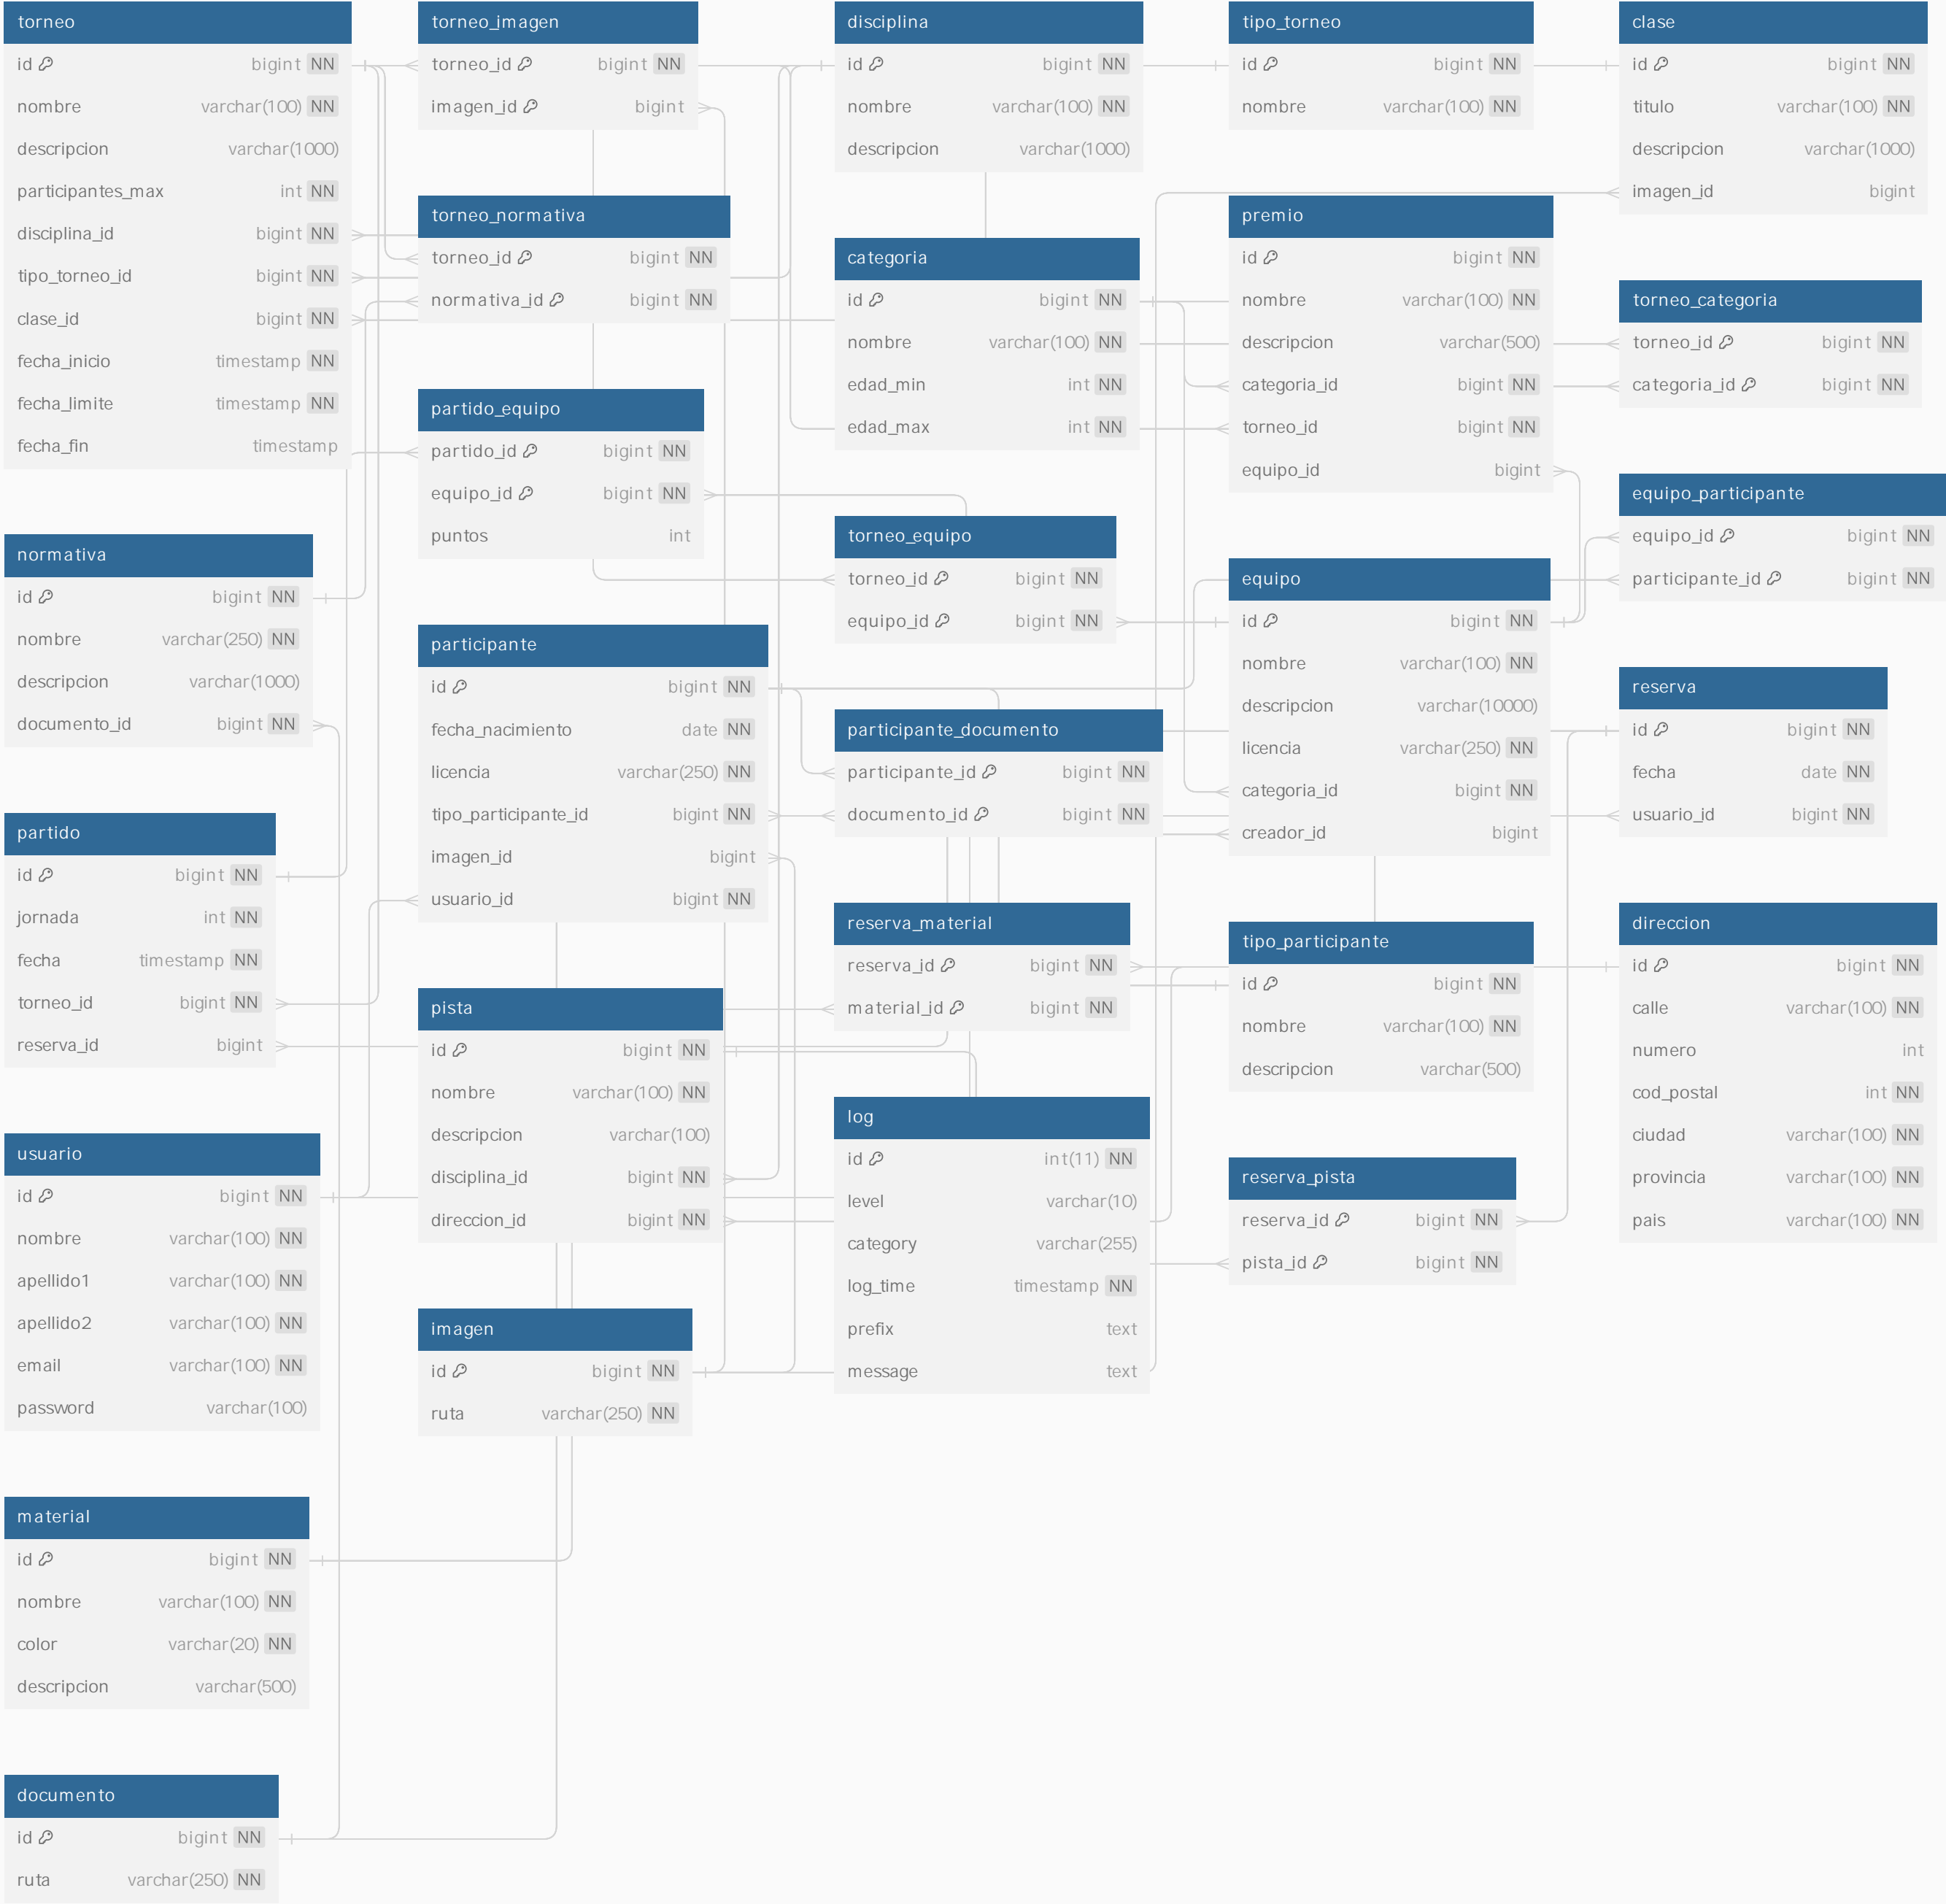 torneo
id bigint NN
nombre varchar(100) NN
descripcion varchar(1000)
participantes_max int NN
disciplina_id bigint NN
tipo_torneo_id bigint NN
clase_id bigint NN
fecha_inicio timestamp NN
fecha_limite timestamp NN
fecha_fin timestamp
normativa
id bigint NN
nombre varchar(250) NN
descripcion varchar(1000)
documento_id bigint NN
partido
id bigint NN
jornada int NN
fecha timestamp NN
torneo_id bigint NN
reserva_id bigint
usuario
id bigint NN
nombre varchar(100) NN
apellido1 varchar(100) NN
apellido2 varchar(100) NN
email varchar(100) NN
password varchar(100)
material
id bigint NN
nombre varchar(100) NN
color varchar(20) NN
descripcion varchar(500)
documento
id bigint NN
ruta varchar(250) NN
torneo_imagen
torneo_id bigint NN
imagen_id bigint
torneo_normativa
torneo_id bigint NN
normativa_id bigint NN
partido_equipo
partido_id bigint NN
equipo_id bigint NN
puntos int
participante
id bigint NN
fecha_nacimiento date NN
licencia varchar(250) NN
tipo_participante_id bigint NN
imagen_id bigint
usuario_id bigint NN
pista
id bigint NN
nombre varchar(100) NN
descripcion varchar(100)
disciplina_id bigint NN
direccion_id bigint NN
imagen
id bigint NN
ruta varchar(250) NN
disciplina
id bigint NN
nombre varchar(100) NN
descripcion varchar(1000)
categoria
id bigint NN
nombre varchar(100) NN
edad_min int NN
edad_max int NN
torneo_equipo
torneo_id bigint NN
equipo_id bigint NN
participante_documento
participante_id bigint NN
documento_id bigint NN
reserva_material
reserva_id bigint NN
material_id bigint NN
log
id int(11) NN
level varchar(10)
category varchar(255)
log_time timestamp NN
prefix text
message text
tipo_torneo
id bigint NN
nombre varchar(100) NN
premio
id bigint NN
nombre varchar(100) NN
descripcion varchar(500)
categoria_id bigint NN
torneo_id bigint NN
equipo_id bigint
equipo
id bigint NN
nombre varchar(100) NN
descripcion varchar(10000)
licencia varchar(250) NN
categoria_id bigint NN
creador_id bigint
tipo_participante
id bigint NN
nombre varchar(100) NN
descripcion varchar(500)
reserva_pista
reserva_id bigint NN
pista_id bigint NN
clase
id bigint NN
titulo varchar(100) NN
descripcion varchar(1000)
imagen_id bigint
torneo_categoria
torneo_id bigint NN
categoria_id bigint NN
equipo_participante
equipo_id bigint NN
participante_id bigint NN
reserva
id bigint NN
fecha date NN
usuario_id bigint NN
direccion
id bigint NN
calle varchar(100) NN
numero int
cod_postal int NN
ciudad varchar(100) NN
provincia varchar(100) NN
pais varchar(100) NN